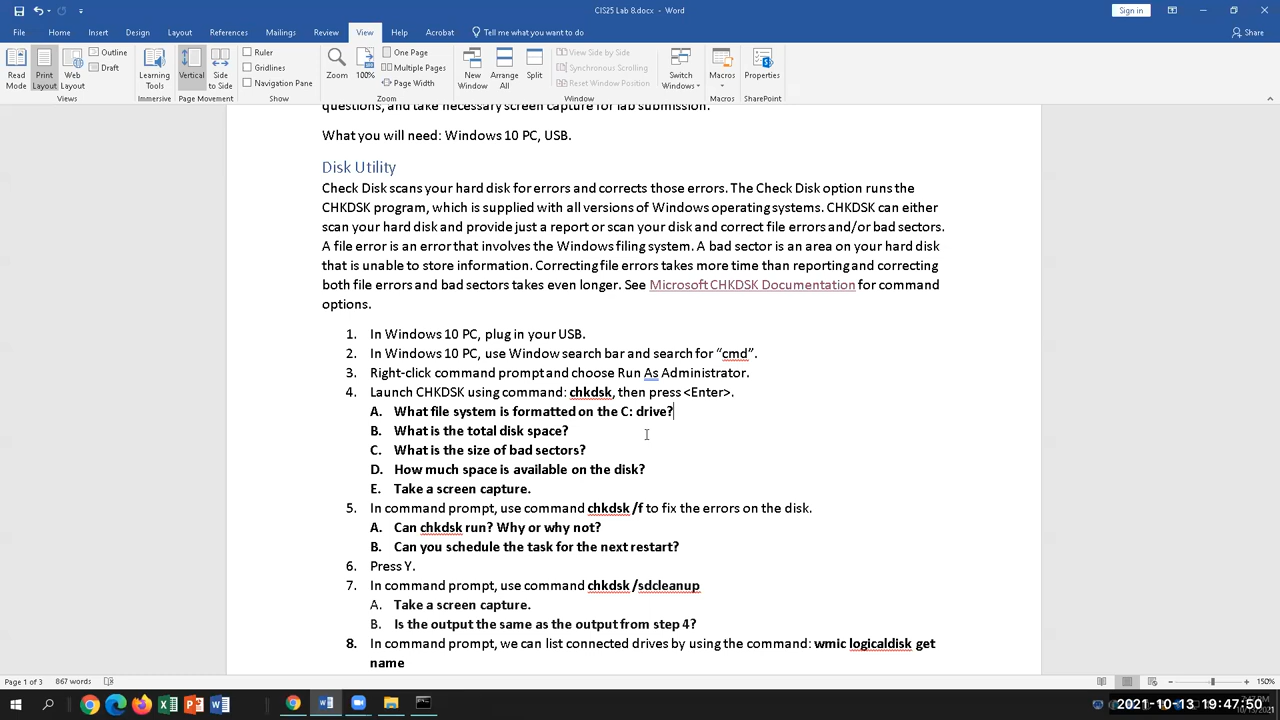 CIS25 Lab 8.docx - Word
Sign in
File Home Insert Design Layout References Mailings Review View Help Acrobat Tell me what you want to do Share
Read Mode
Print Layout
Web Layout
Outline
Draft
Views
Learning Tools
Immersive
Vertical
Side to Side
Page Movement
Ruler
Gridlines
Navigation Pane
Show
Zoom
100%
One Page
Multiple Pages
Page Width
Zoom
New Window
Arrange All
Split
View Side by Side
Synchronous Scrolling
Reset Window Position
Window
Switch Windows
Macros
Macros
Properties
SharePoint
questions, and take necessary screen capture for lab submission.
What you will need: Windows 10 PC, USB.
Disk Utility
Check Disk scans your hard disk for errors and corrects those errors. The Check Disk option runs the
CHKDSK program, which is supplied with all versions of Windows operating systems. CHKDSK can either
scan your hard disk and provide just a report or scan your disk and correct file errors and/or bad sectors.
A file error is an error that involves the Windows filing system. A bad sector is an area on your hard disk
that is unable to store information. Correcting file errors takes more time than reporting and correcting
both file errors and bad sectors takes even longer. See Microsoft CHKDSK Documentation for command
options.
1. In Windows 10 PC, plug in your USB.
2. In Windows 10 PC, use Window search bar and search for “cmd”.
3. Right-click command prompt and choose Run As Administrator.
4. Launch CHKDSK using command: chkdsk, then press <Enter>.
A. What file system is formatted on the C: drive?
B. What is the total disk space?
C. What is the size of bad sectors?
D. How much space is available on the disk?
E. Take a screen capture.
5. In command prompt, use command chkdsk /f to fix the errors on the disk.
A. Can chkdsk run? Why or why not?
B. Can you schedule the task for the next restart?
6. Press Y.
7. In command prompt, use command chkdsk /sdcleanup
A. Take a screen capture.
B. Is the output the same as the output from step 4?
8. In command prompt, we can list connected drives by using the command: wmic logicaldisk get
name
Page 1 of 3 867 words 150%
2021-10-13 19:47:50